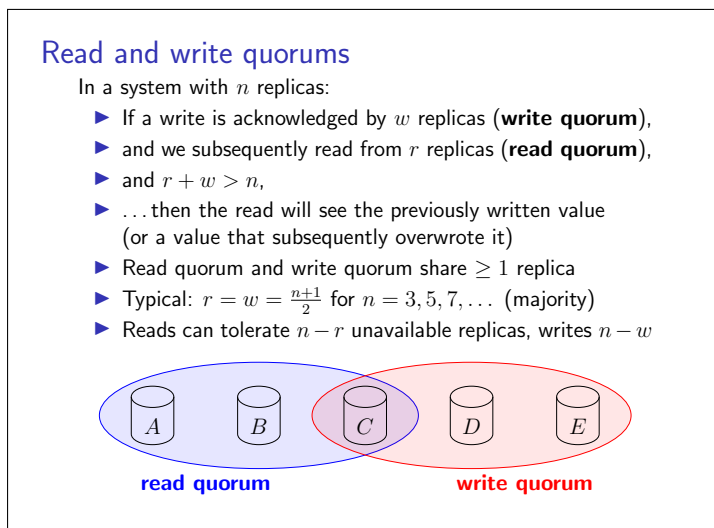 Read and write quorums
In a system with n replicas:
▶ If a write is acknowledged by w replicas (write quorum),
▶ and we subsequently read from r replicas (read quorum),
▶ and r + w > n,
▶ … then the read will see the previously written value
(or a value that subsequently overwrote it)
▶ Read quorum and write quorum share ≥ 1 replica
▶ Typical: r = w = (n+1)/2 for n = 3, 5, 7, … (majority)
▶ Reads can tolerate n − r unavailable replicas, writes n − w
A B C D E
read quorum write quorum